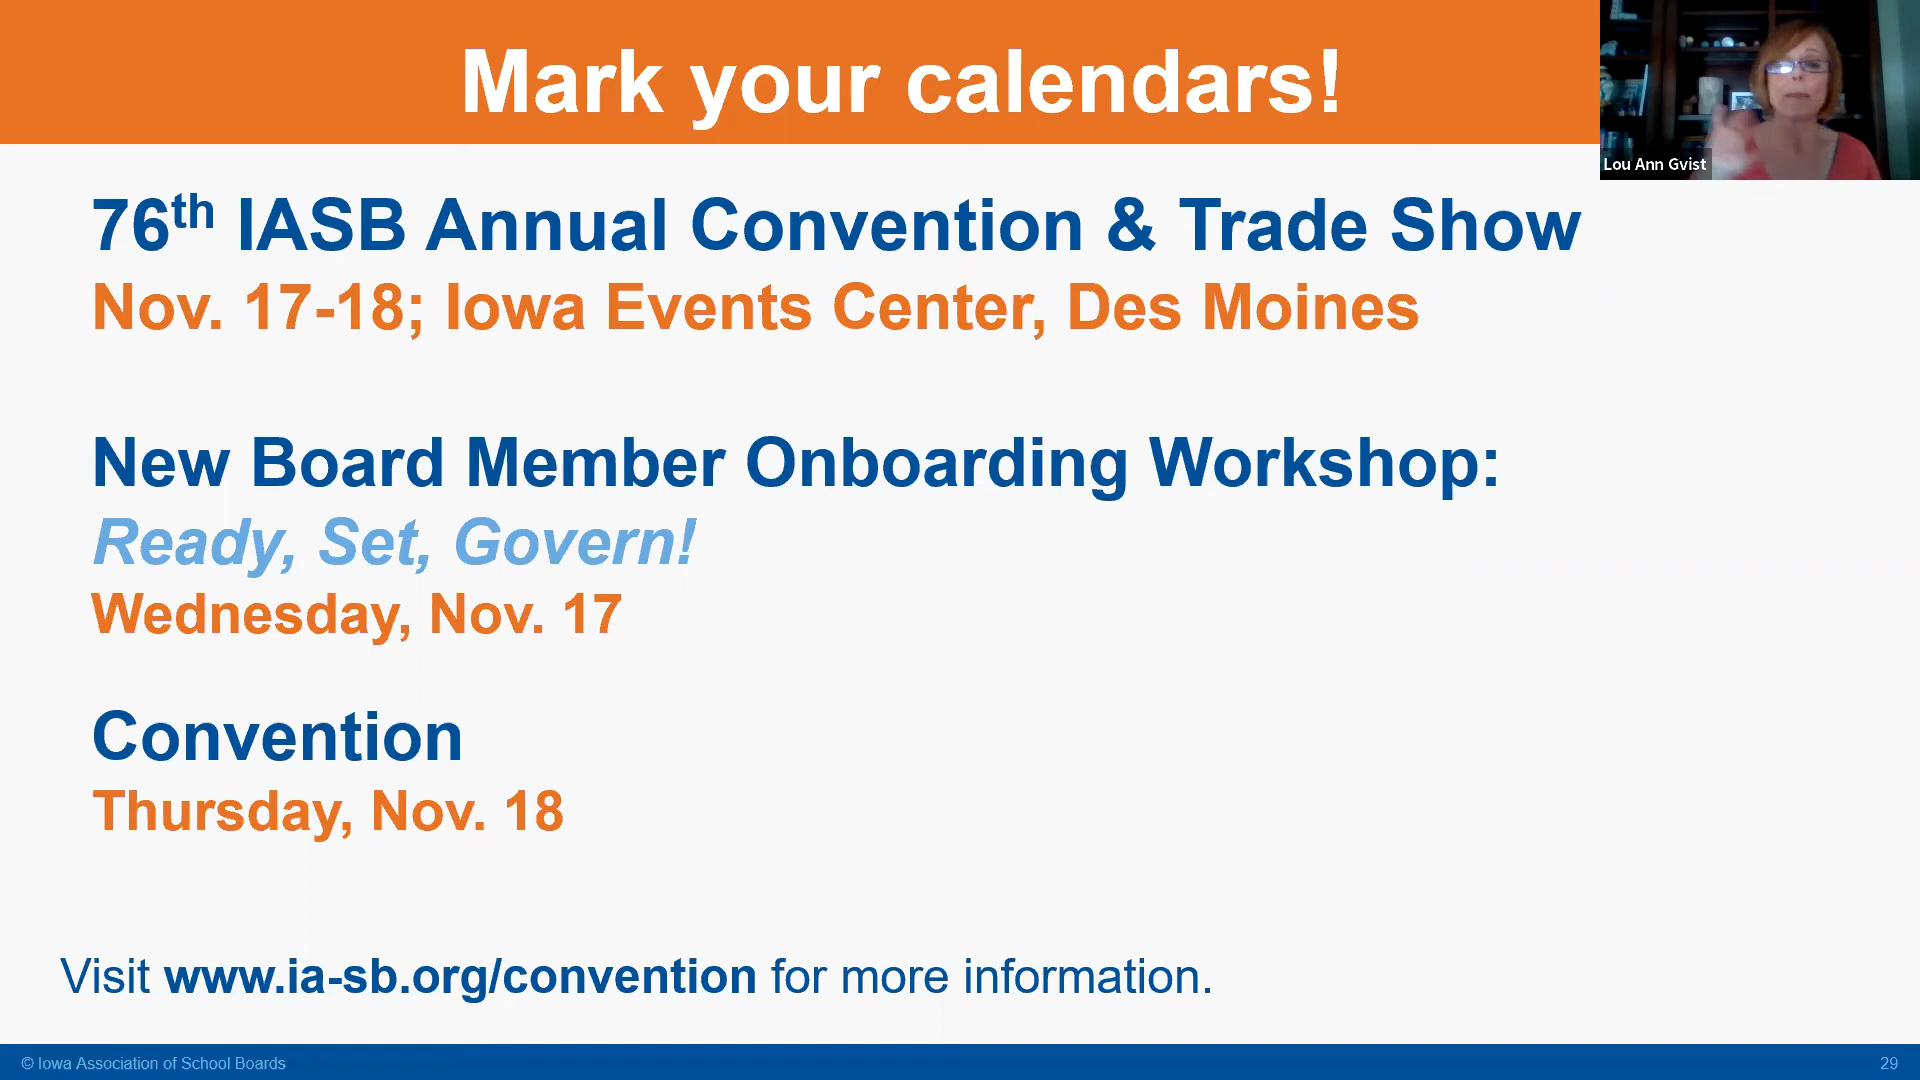 Mark your calendars!
Lou Ann Gvist
76th IASB Annual Convention & Trade Show
Nov. 17-18; Iowa Events Center, Des Moines
New Board Member Onboarding Workshop:
Ready, Set, Govern!
Wednesday, Nov. 17
Convention
Thursday, Nov. 18
Visit www.ia-sb.org/convention for more information.
© Iowa Association of School Boards
29